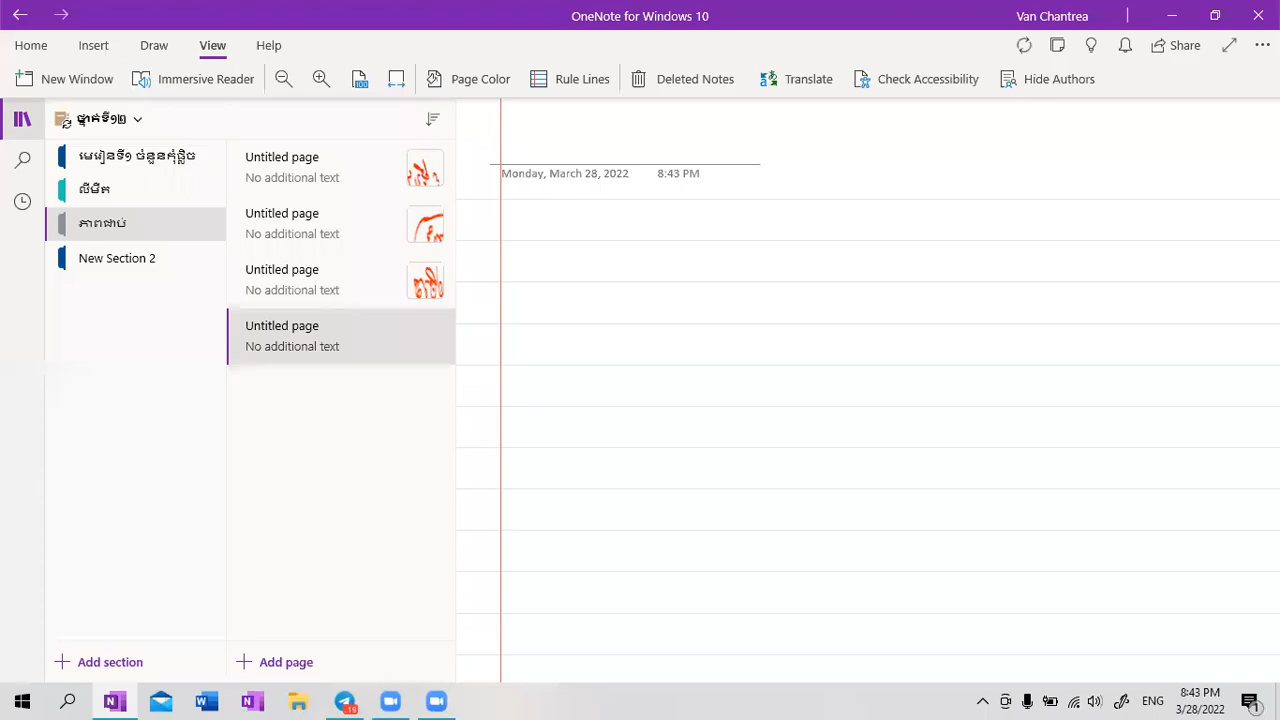 OneNote for Windows 10
Van Chantrea
Home Insert Draw View Help
Share
New Window Immersive Reader Page Color Rule Lines Deleted Notes Translate Check Accessibility Hide Authors
ថ្នាក់ទី១២
មេរៀនទី១ ចំនួនកុំផ្លិច
លីមីត
ភាពជាប់
New Section 2
Untitled page
No additional text
Untitled page
No additional text
Untitled page
No additional text
Untitled page
No additional text
Monday, March 28, 2022 8:43 PM
Add section
Add page
19
ENG
8:43 PM
3/28/2022
1